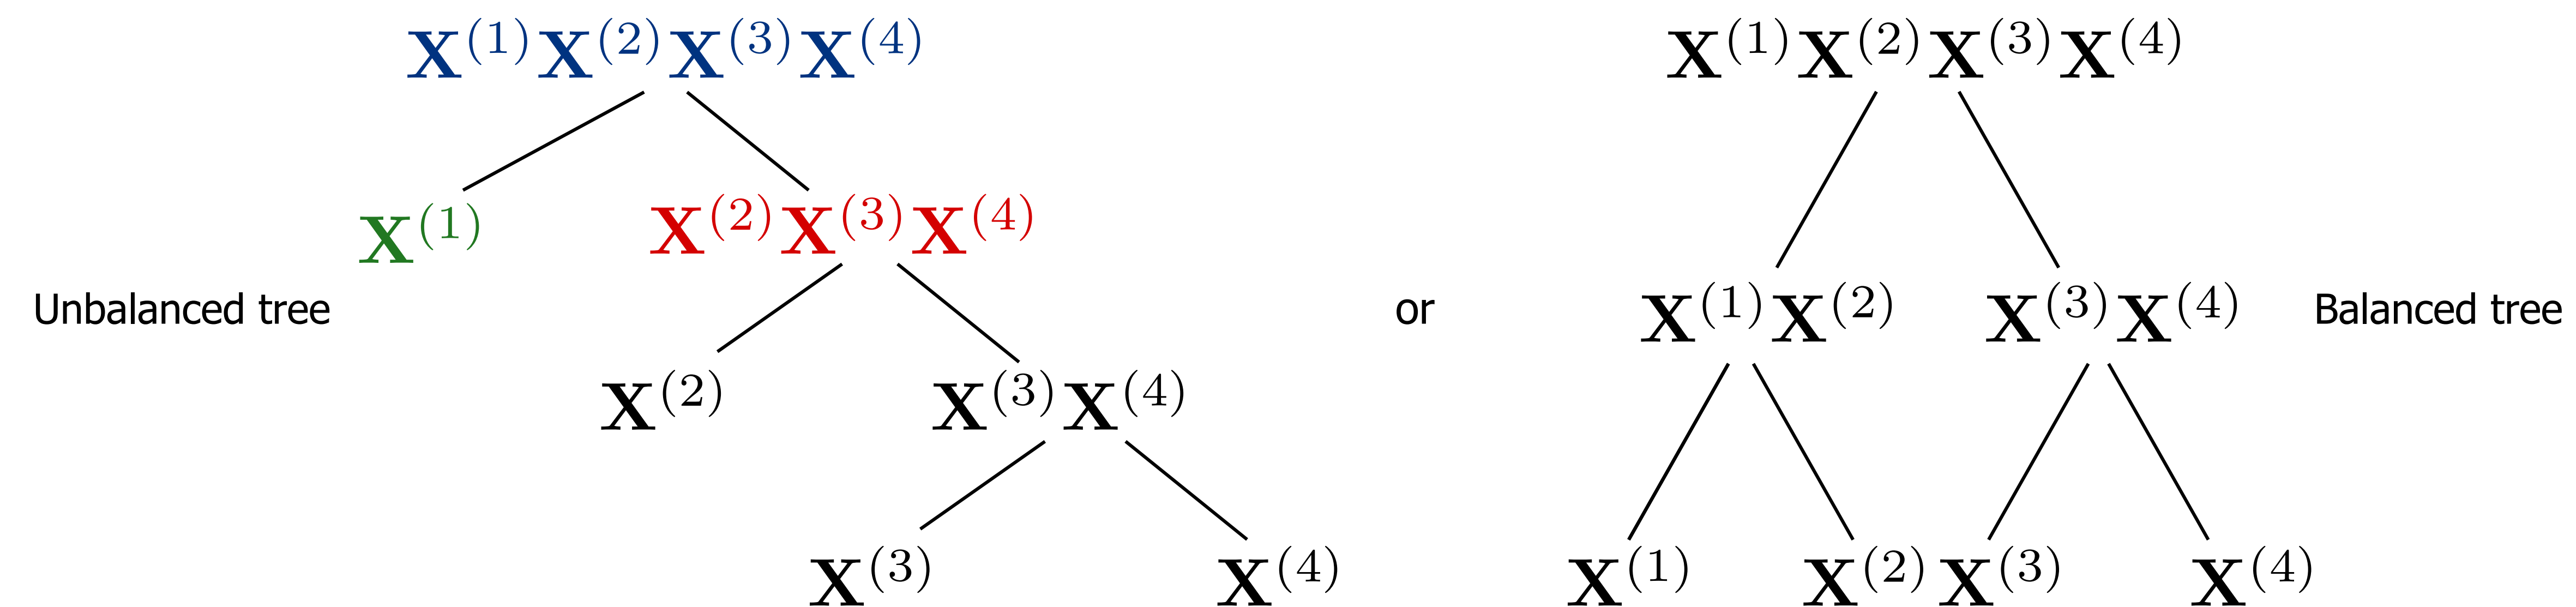 X^(1)X^(2)X^(3)X^(4)
X^(1)
X^(2)X^(3)X^(4)
Unbalanced tree
X^(2)
X^(3)X^(4)
X^(3)
X^(4)
or
X^(1)X^(2)X^(3)X^(4)
X^(1)X^(2)
X^(3)X^(4)
Balanced tree
X^(1)
X^(2)
X^(3)
X^(4)